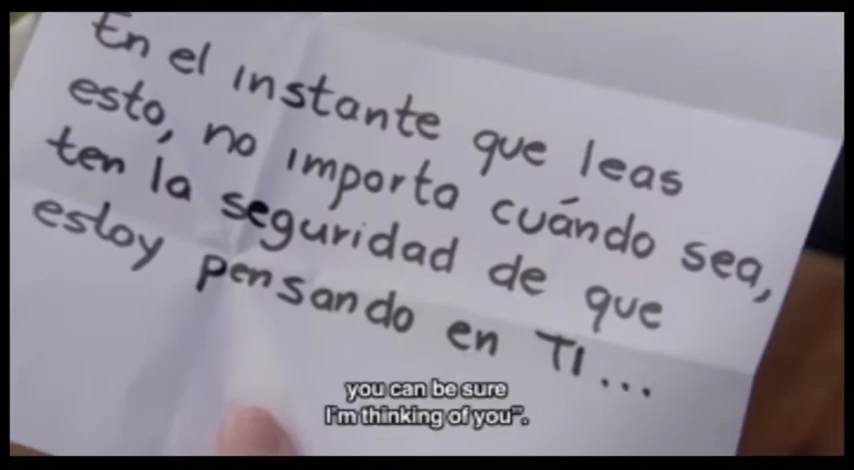 En el instante que leas
esto, no importa cuándo sea,
ten la seguridad de que
estoy pensando en TI...
you can be sure
I'm thinking of you".